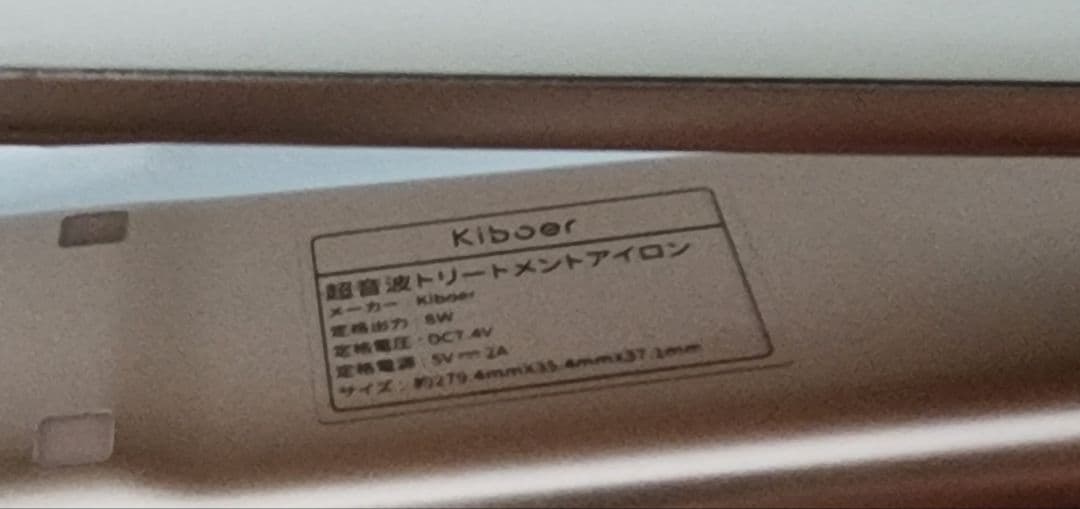 Kiboer
超音波トリートメントアイロン
メーカー Kiboer
定格出力 8W
定格電圧：DC7.4V
定格電源：5V⎓2A
サイズ：約279.4mmX35.4mmX37.1mm